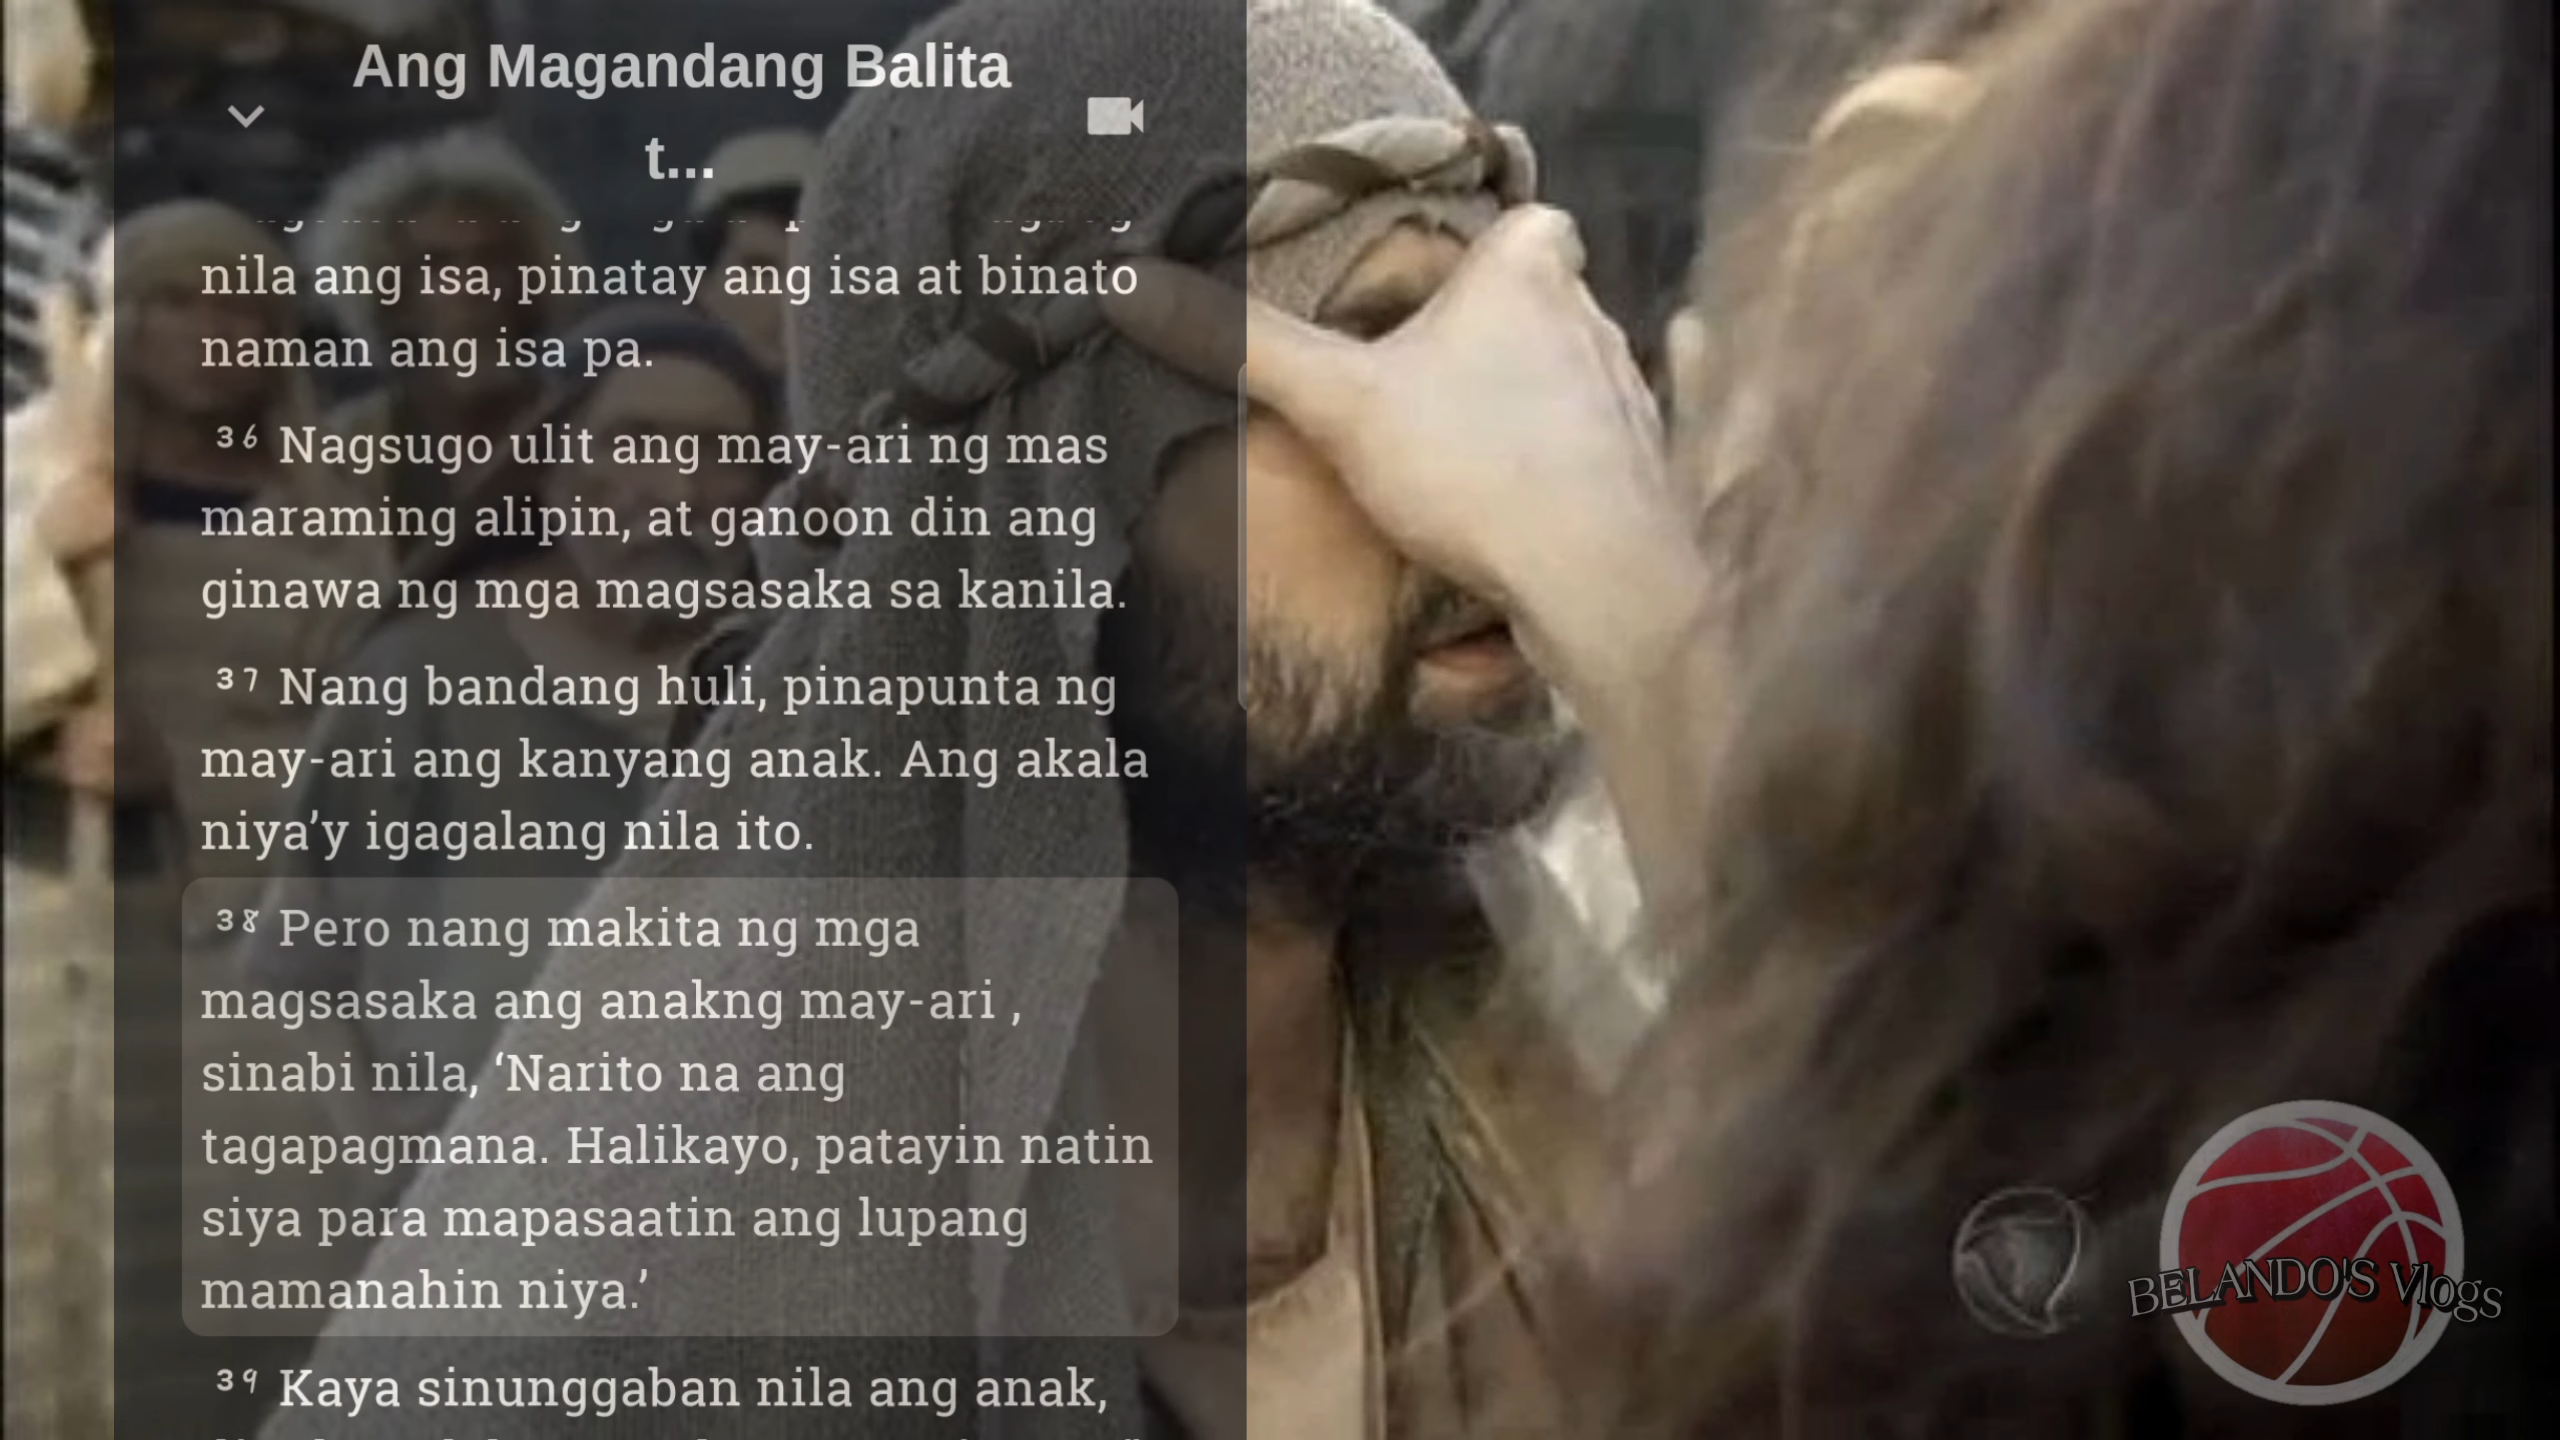 Ang Magandang Balita
t...
nila ang isa, pinatay ang isa at binato
naman ang isa pa.
36 Nagsugo ulit ang may-ari ng mas
maraming alipin, at ganoon din ang
ginawa ng mga magsasaka sa kanila.
37 Nang bandang huli, pinapunta ng
may-ari ang kanyang anak. Ang akala
niya’y igagalang nila ito.
38 Pero nang makita ng mga
magsasaka ang anakng may-ari ,
sinabi nila, ‘Narito na ang
tagapagmana. Halikayo, patayin natin
siya para mapasaatin ang lupang
mamanahin niya.’
39 Kaya sinunggaban nila ang anak,
BELANDO'S Vlogs